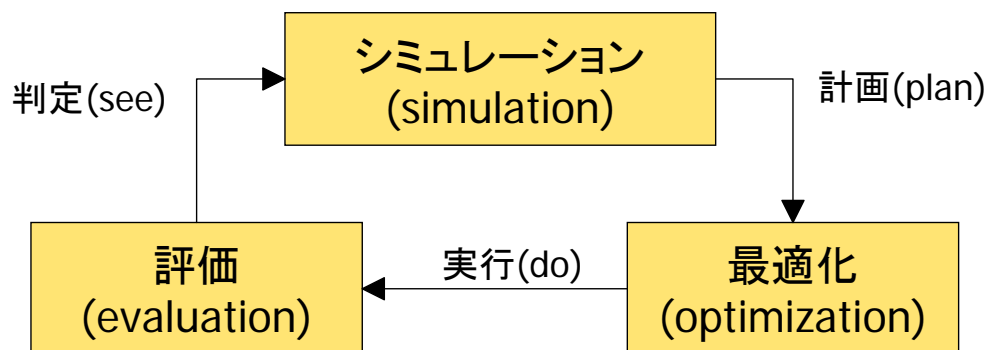 シミュレーション
(simulation)
判定(see)
計画(plan)
評価
(evaluation)
実行(do)
最適化
(optimization)